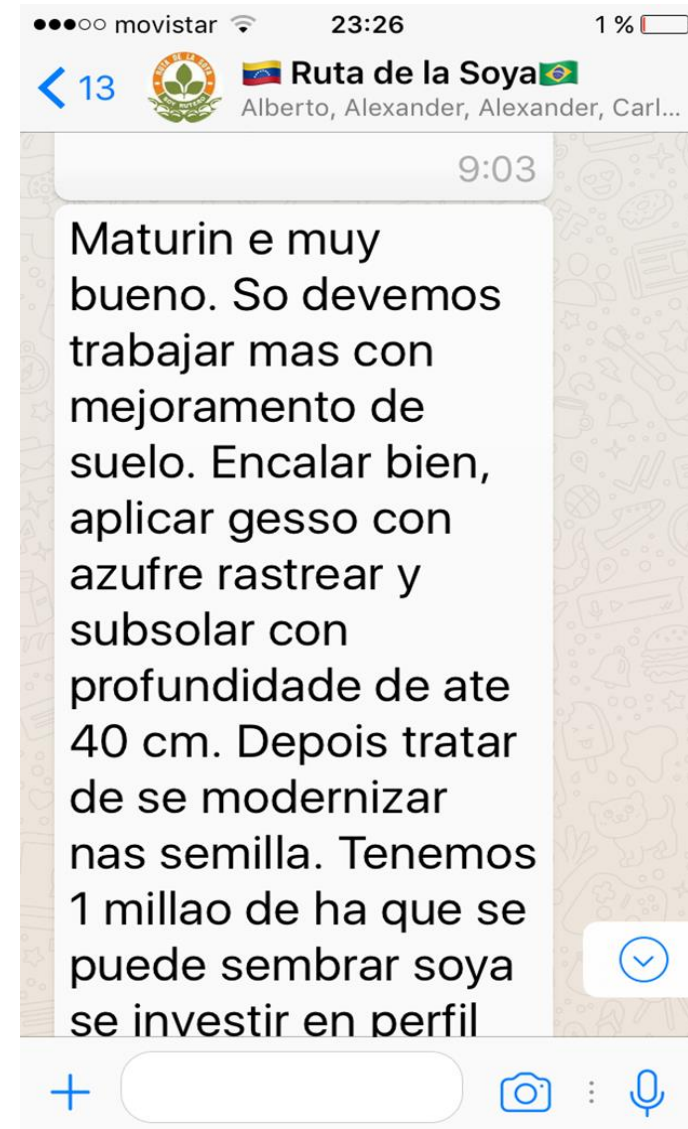 movistar 23:26 1 %
13 Ruta de la Soya
Alberto, Alexander, Alexander, Carl...
9:03
Maturin e muy
bueno. So devemos
trabajar mas con
mejoramento de
suelo. Encalar bien,
aplicar gesso con
azufre rastrear y
subsolar con
profundidade de ate
40 cm. Depois tratar
de se modernizar
nas semilla. Tenemos
1 millao de ha que se
puede sembrar soya
se investir en perfil